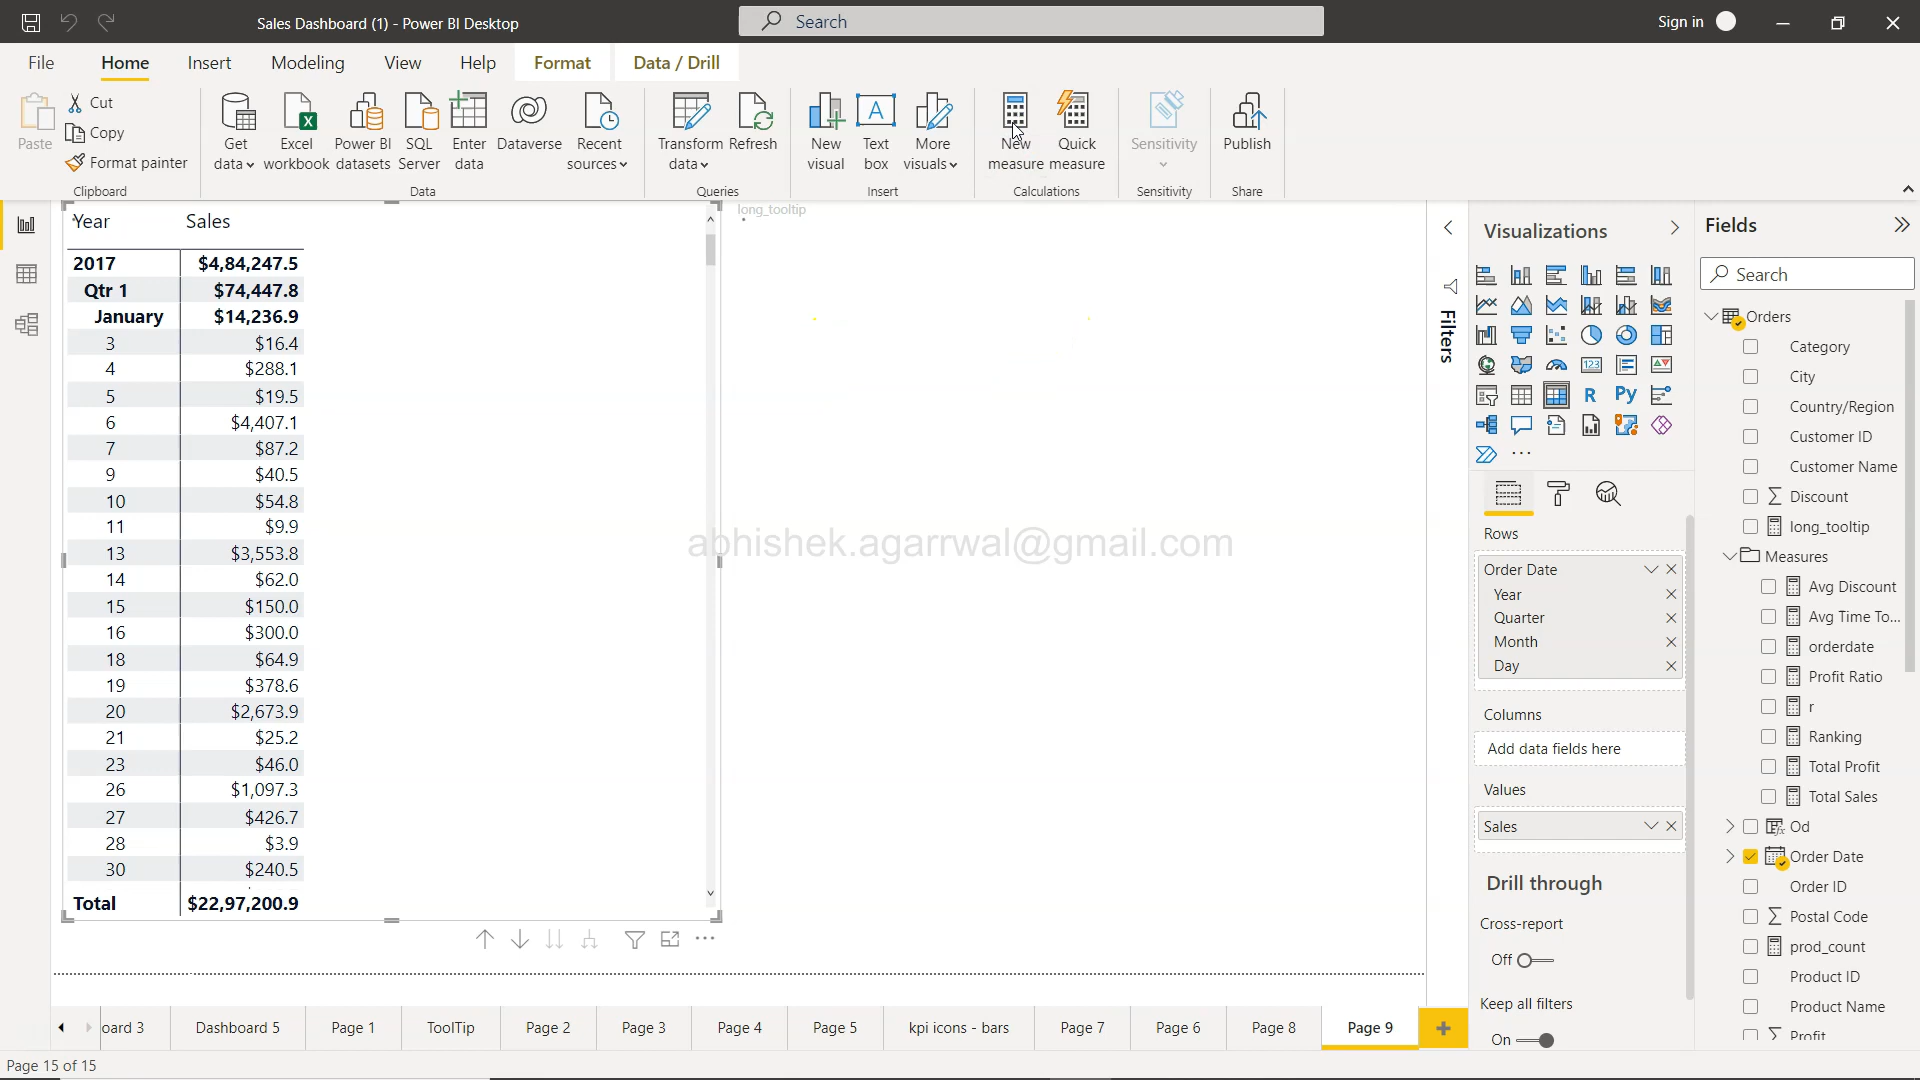 Sales Dashboard (1) - Power BI Desktop
Search
Sign in
File
Home
Insert
Modeling
View
Help
Format
Data / Drill
Paste
Cut
Copy
Format painter
Clipboard
Get data
Excel workbook
Power BI datasets
SQL Server
Enter data
Dataverse
Recent sources
Data
Transform data
Refresh
Queries
New visual
Text box
More visuals
Insert
New measure
Quick measure
Calculations
Sensitivity
Sensitivity
Publish
Share
Year Sales
2017 $4,84,247.5
Qtr 1 $74,447.8
January $14,236.9
3 $16.4
4 $288.1
5 $19.5
6 $4,407.1
7 $87.2
9 $40.5
10 $54.8
11 $9.9
13 $3,553.8
14 $62.0
15 $150.0
16 $300.0
18 $64.9
19 $378.6
20 $2,673.9
21 $25.2
23 $46.0
26 $1,097.3
27 $426.7
28 $3.9
30 $240.5
Total $22,97,200.9
long_tooltip
abhishek.agarrwal@gmail.com
Filters
Visualizations
123
R
Py
Rows
Order Date
Year
Quarter
Month
Day
Columns
Add data fields here
Values
Sales
Drill through
Cross-report
Off
Keep all filters
On
Fields
Search
Orders
Category
City
Country/Region
Customer ID
Customer Name
Discount
long_tooltip
Measures
Avg Discount
Avg Time To...
orderdate
Profit Ratio
r
Ranking
Total Profit
Total Sales
Od
Order Date
Order ID
Postal Code
prod_count
Product ID
Product Name
Profit
oard 3
Dashboard 5
Page 1
ToolTip
Page 2
Page 3
Page 4
Page 5
kpi icons - bars
Page 7
Page 6
Page 8
Page 9
Page 15 of 15